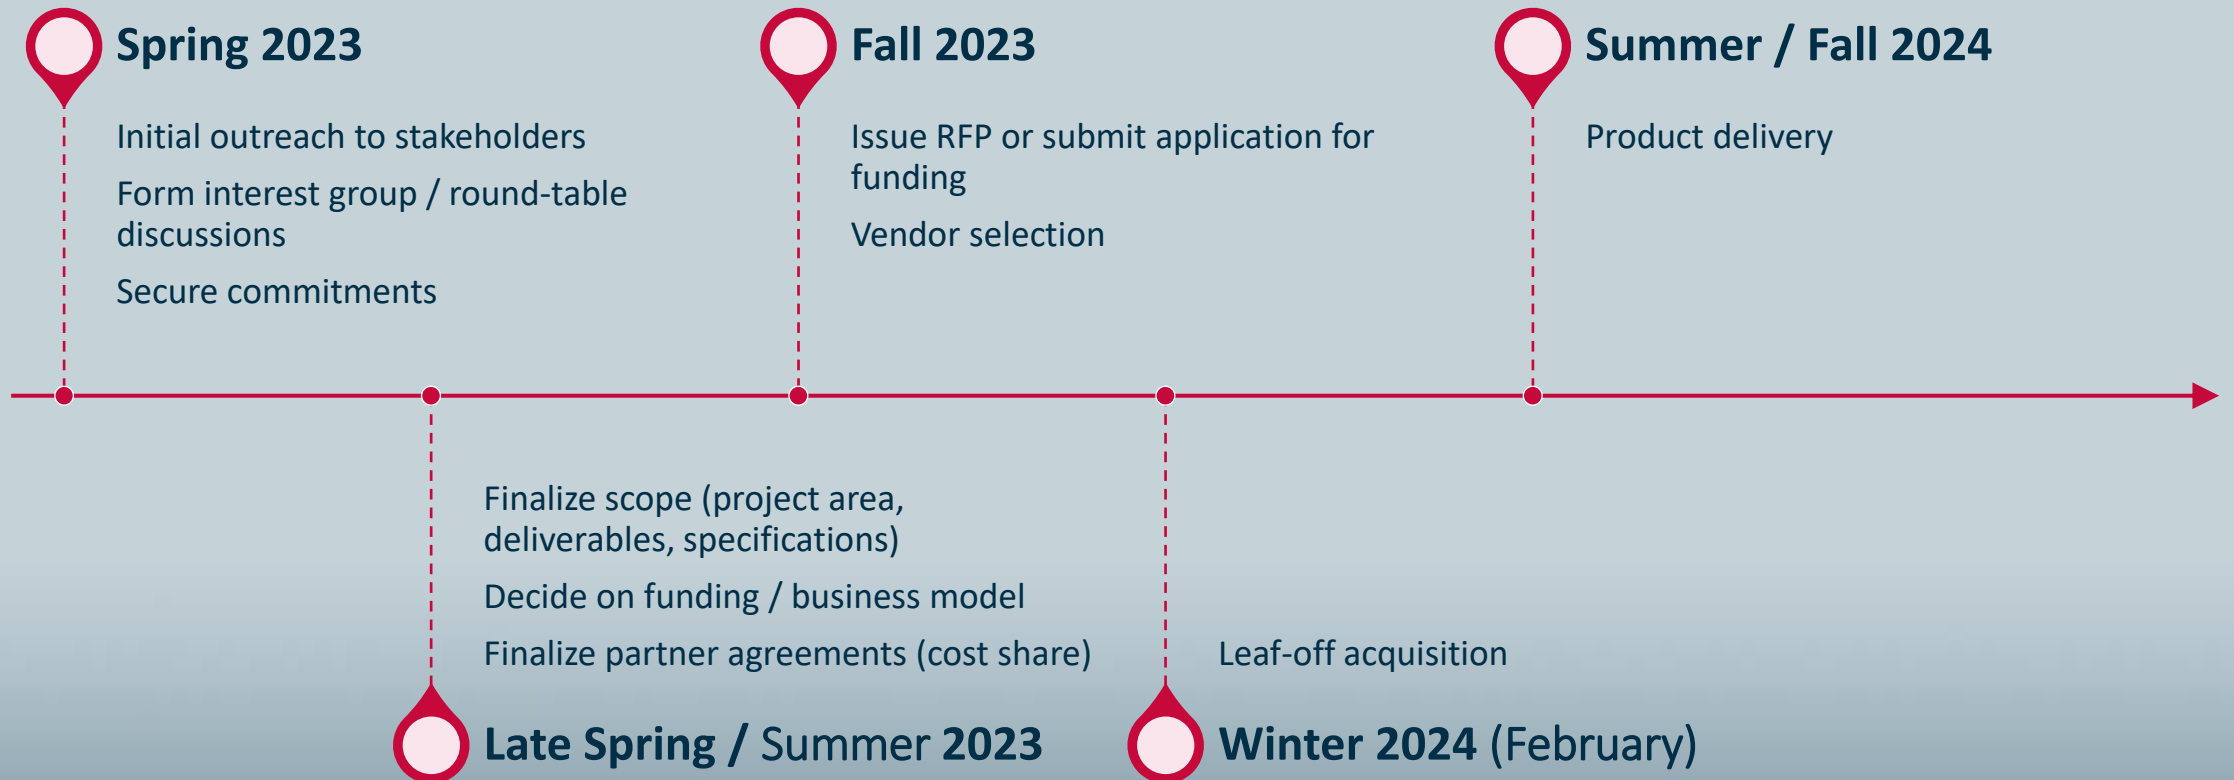 Spring 2023
Initial outreach to stakeholders
Form interest group / round-table
discussions
Secure commitments
Finalize scope (project area,
deliverables, specifications)
Decide on funding / business model
Finalize partner agreements (cost share)
Late Spring / Summer 2023
Fall 2023
Issue RFP or submit application for
funding
Vendor selection
Leaf-off acquisition
Winter 2024 (February)
Summer / Fall 2024
Product delivery